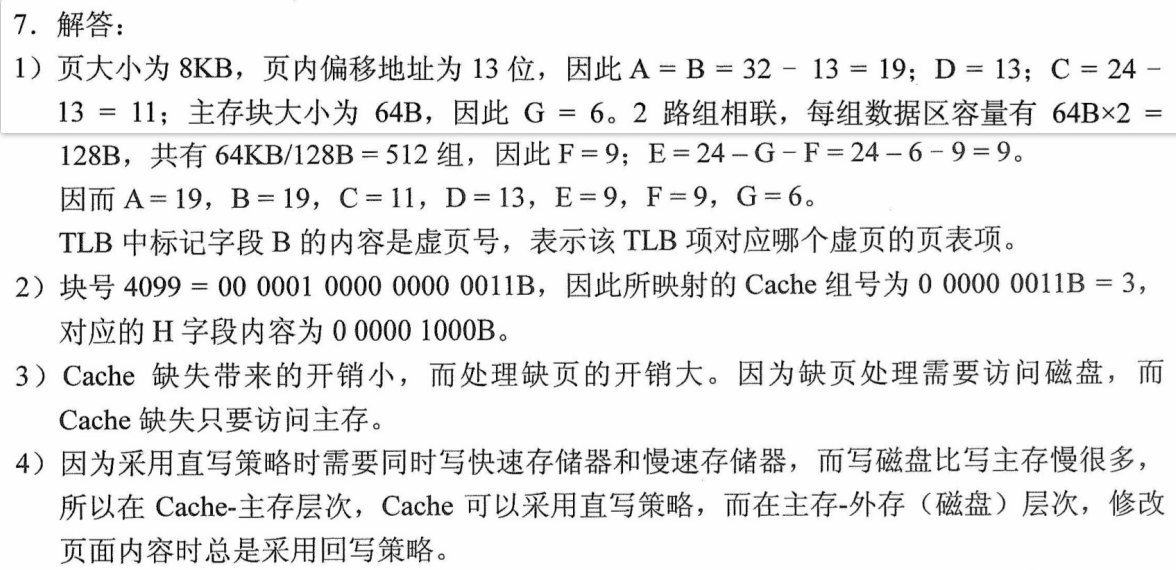 7．解答：
1）页大小为 8KB，页内偏移地址为 13 位，因此 A = B = 32 − 13 = 19；D = 13；C = 24 −
13 = 11；主存块大小为 64B，因此 G = 6。2 路组相联，每组数据区容量有 64B×2 =
128B，共有 64KB/128B = 512 组，因此 F = 9；E = 24 – G – F = 24 – 6 − 9 = 9。
因而 A = 19，B = 19，C = 11，D = 13，E = 9，F = 9，G = 6。
TLB 中标记字段 B 的内容是虚页号，表示该 TLB 项对应哪个虚页的页表项。
2）块号 4099 = 00 0001 0000 0000 0011B，因此所映射的 Cache 组号为 0 0000 0011B = 3，
对应的 H 字段内容为 0 0000 1000B。
3）Cache 缺失带来的开销小，而处理缺页的开销大。因为缺页处理需要访问磁盘，而
Cache 缺失只要访问主存。
4）因为采用直写策略时需要同时写快速存储器和慢速存储器，而写磁盘比写主存慢很多，
所以在 Cache-主存层次，Cache 可以采用直写策略，而在主存-外存（磁盘）层次，修改
页面内容时总是采用回写策略。